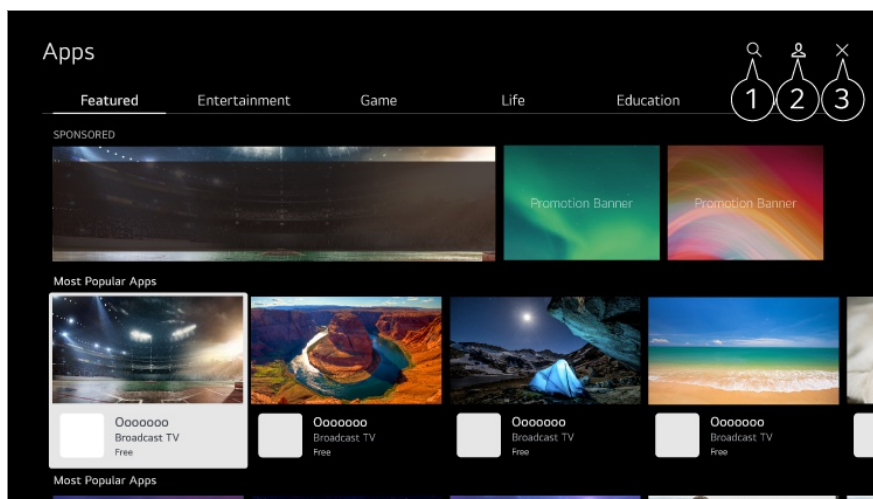 Apps
Featured Entertainment Game Life Education
1 2 3
SPONSORED
Promotion Banner Promotion Banner
Most Popular Apps
Ooooooo Ooooooo Ooooooo Ooooooo
Broadcast TV Broadcast TV Broadcast TV Broadcast TV
Free Free Free Free
Most Popular Apps